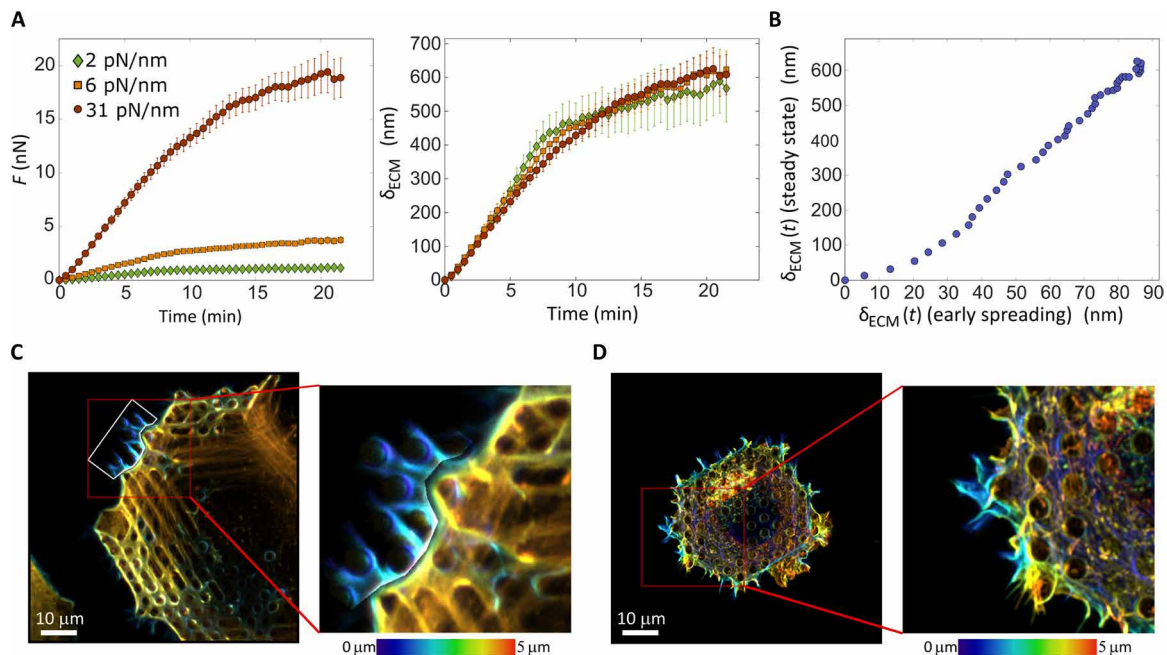 A
F (nN)
20
15
10
5
0
2 pN/nm
6 pN/nm
31 pN/nm
0 5 10 15 20
Time (min)
δECM (nm)
700
600
500
400
300
200
100
0
0 5 10 15 20
Time (min)
B
δECM (t) (steady state) (nm)
600
500
400
300
200
100
0
0 10 20 30 40 50 60 70 80 90
δECM (t) (early spreading) (nm)
C
10 μm
0 μm 5 μm
D
10 μm
0 μm 5 μm